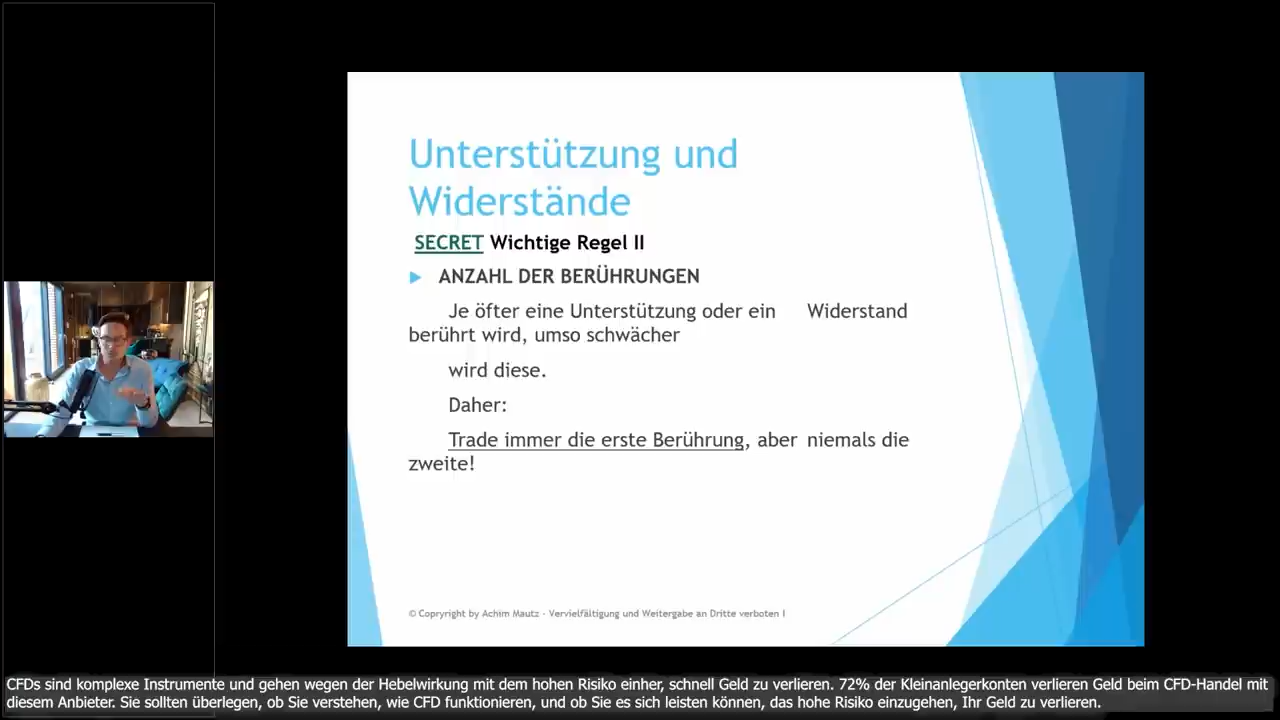 Unterstützung und
Widerstände
SECRET Wichtige Regel II
ANZAHL DER BERÜHRUNGEN
Je öfter eine Unterstützung oder ein Widerstand
berührt wird, umso schwächer
wird diese.
Daher:
Trade immer die erste Berührung, aber niemals die
zweite!
© Copryright by Achim Mautz - Vervielfältigung und Weitergabe an Dritte verboten !
CFDs sind komplexe Instrumente und gehen wegen der Hebelwirkung mit dem hohen Risiko einher, schnell Geld zu verlieren. 72% der Kleinanlegerkonten verlieren Geld beim CFD-Handel mit
diesem Anbieter. Sie sollten überlegen, ob Sie verstehen, wie CFD funktionieren, und ob Sie es sich leisten können, das hohe Risiko einzugehen, Ihr Geld zu verlieren.